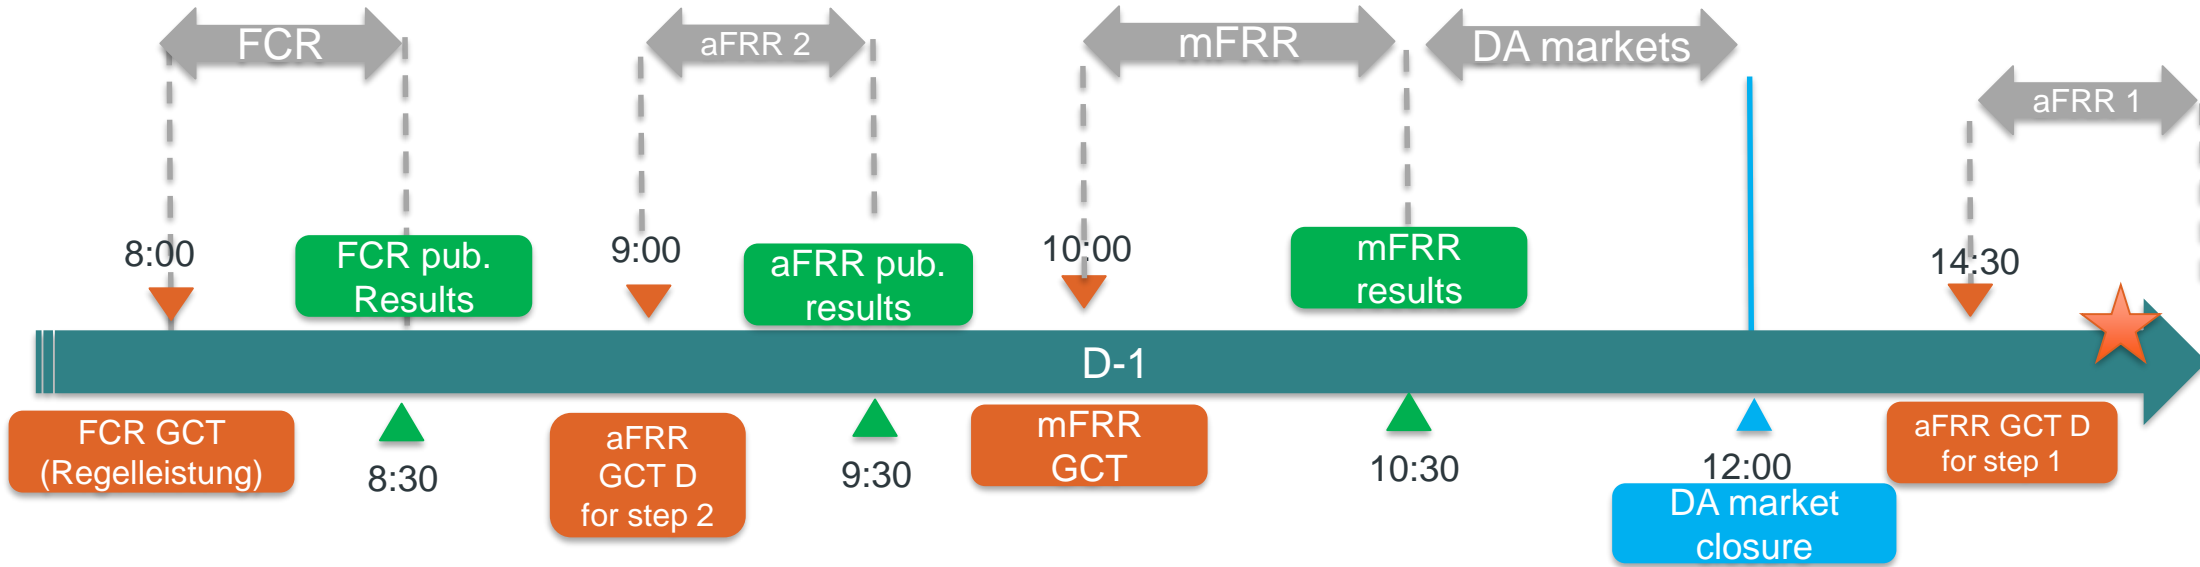 FCR
aFRR 2
mFRR
DA markets
aFRR 1
8:00
FCR pub.
Results
9:00
aFRR pub.
results
10:00
mFRR
results
14:30
D-1
FCR GCT
(Regelleistung)
8:30
aFRR
GCT D
for step 2
9:30
mFRR
GCT
10:30
12:00
DA market
closure
aFRR GCT D
for step 1